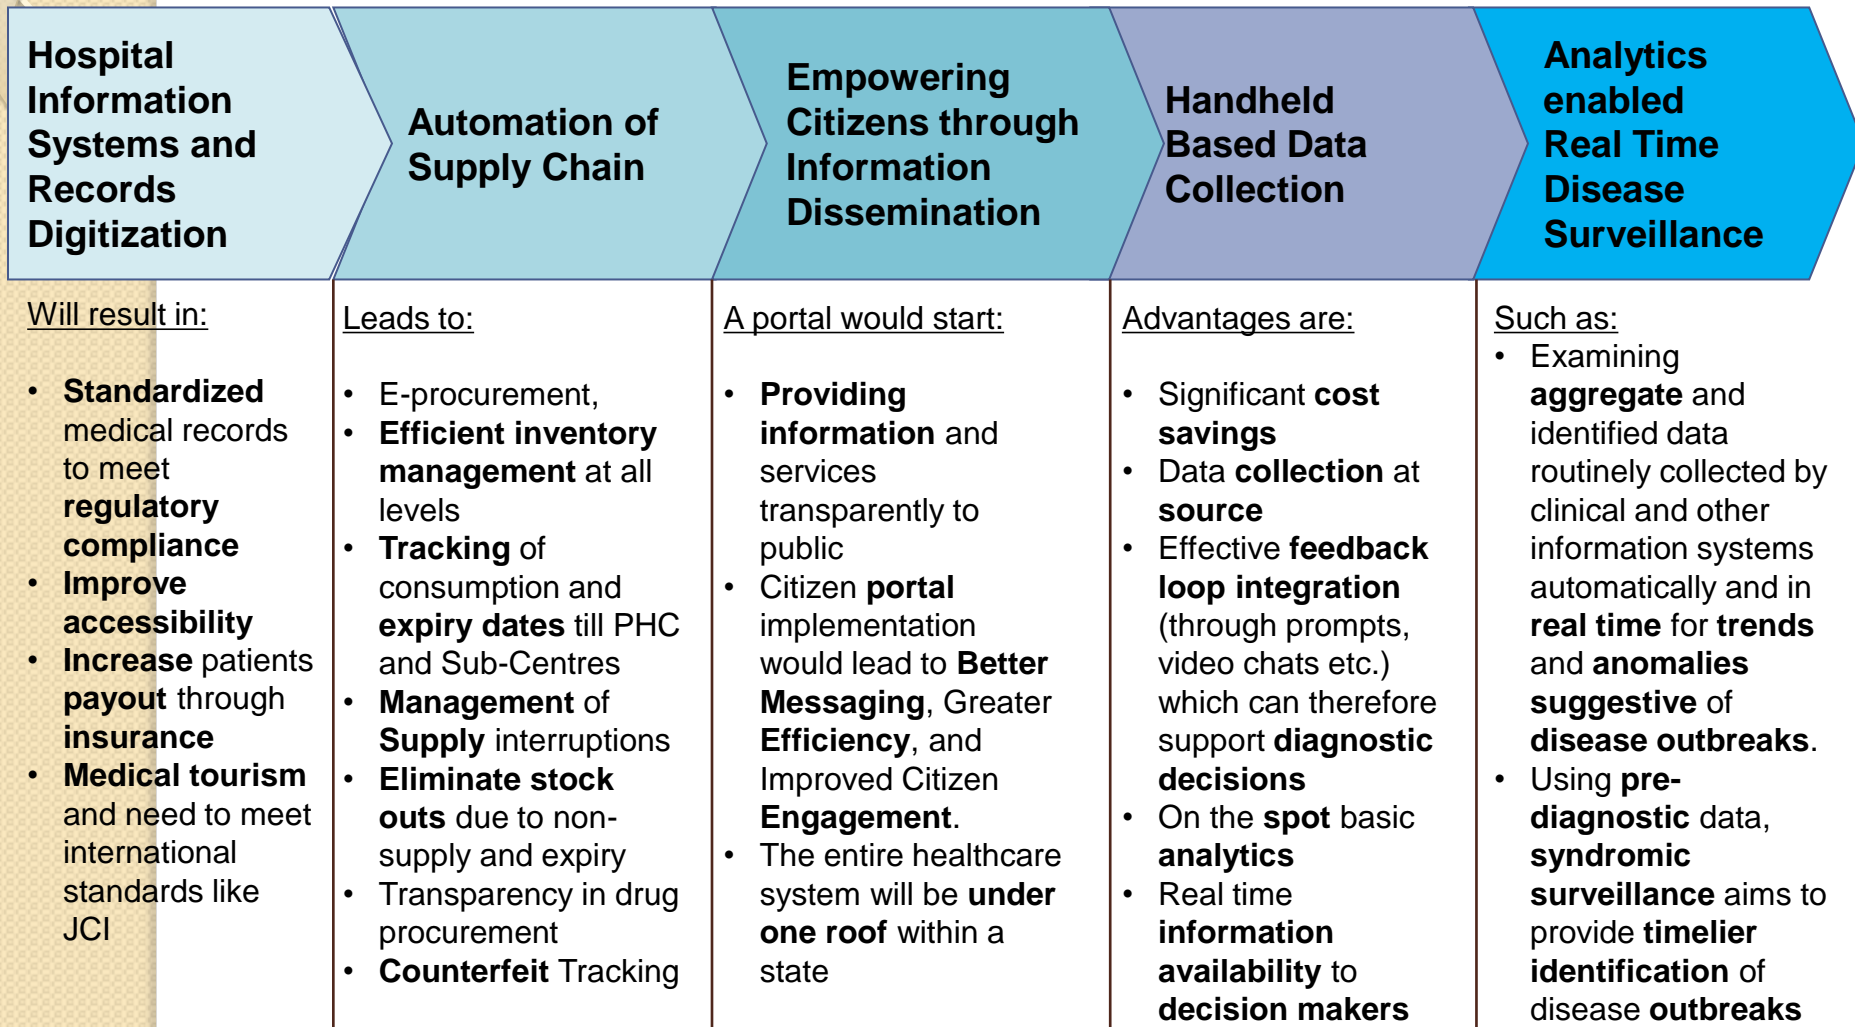 Hospital
Information
Systems and
Records
Digitization
Automation of
Supply Chain
Empowering
Citizens through
Information
Dissemination
Handheld
Based Data
Collection
Analytics
enabled
Real Time
Disease
Surveillance
Will result in:
• Standardized
medical records
to meet
regulatory
compliance
• Improve
accessibility
• Increase patients
payout through
insurance
• Medical tourism
and need to meet
international
standards like
JCI
Leads to:
• E-procurement,
• Efficient inventory
management at all
levels
• Tracking of
consumption and
expiry dates till PHC
and Sub-Centres
• Management of
Supply interruptions
• Eliminate stock
outs due to non-
supply and expiry
• Transparency in drug
procurement
• Counterfeit Tracking
A portal would start:
• Providing
information and
services
transparently to
public
• Citizen portal
implementation
would lead to Better
Messaging, Greater
Efficiency, and
Improved Citizen
Engagement.
• The entire healthcare
system will be under
one roof within a
state
Advantages are:
• Significant cost
savings
• Data collection at
source
• Effective feedback
loop integration
(through prompts,
video chats etc.)
which can therefore
support diagnostic
decisions
• On the spot basic
analytics
• Real time
information
availability to
decision makers
Such as:
• Examining
aggregate and
identified data
routinely collected by
clinical and other
information systems
automatically and in
real time for trends
and anomalies
suggestive of
disease outbreaks.
• Using pre-
diagnostic data,
syndromic
surveillance aims to
provide timelier
identification of
disease outbreaks